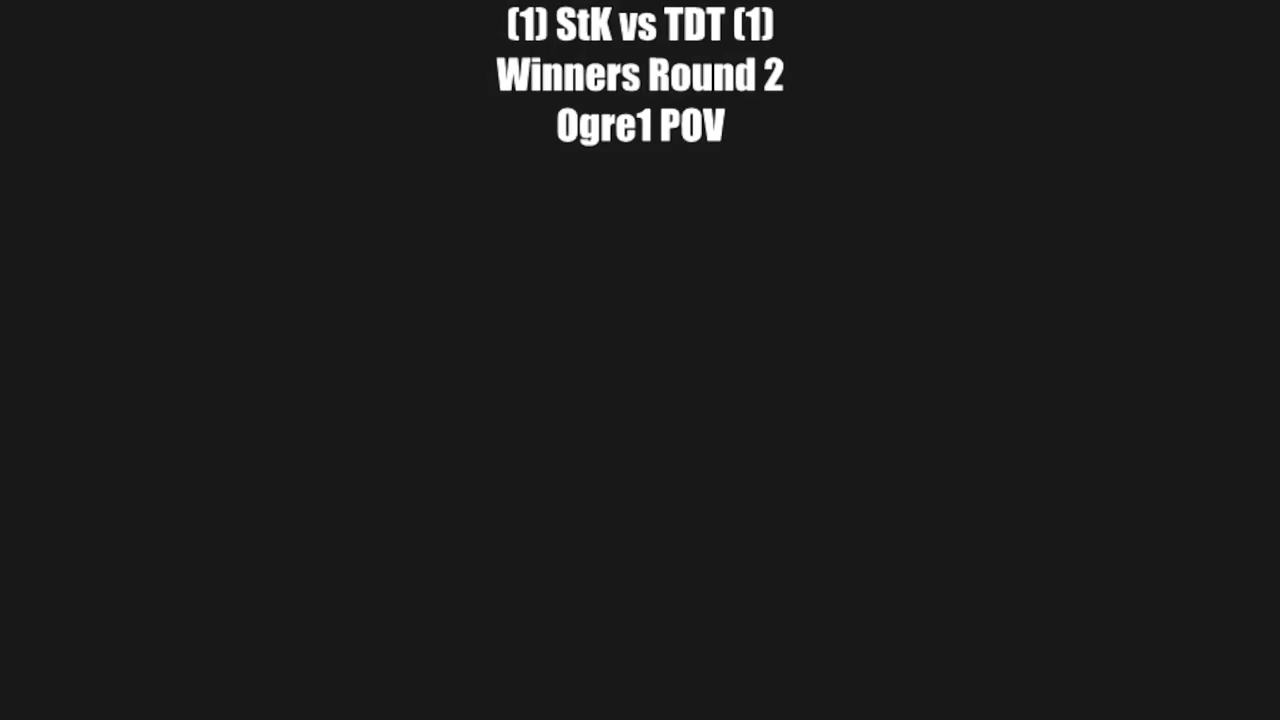 (1) StK vs TDT (1)
Winners Round 2
Ogre1 POV